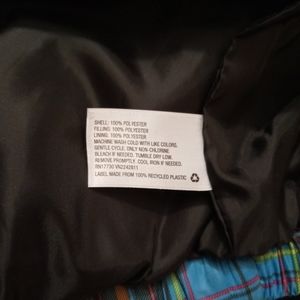 SHELL: 100% POLYESTER
FILLING: 100% POLYESTER
LINING: 100% POLYESTER
MACHINE WASH COLD WITH LIKE COLORS.
GENTLE CYCLE. ONLY NON-CHLORINE
BLEACH IF NEEDED. TUMBLE DRY LOW.
REMOVE PROMPTLY. COOL IRON IF NEEDED.
RN17730 VN2242811
LABEL MADE FROM 100% RECYCLED PLASTIC